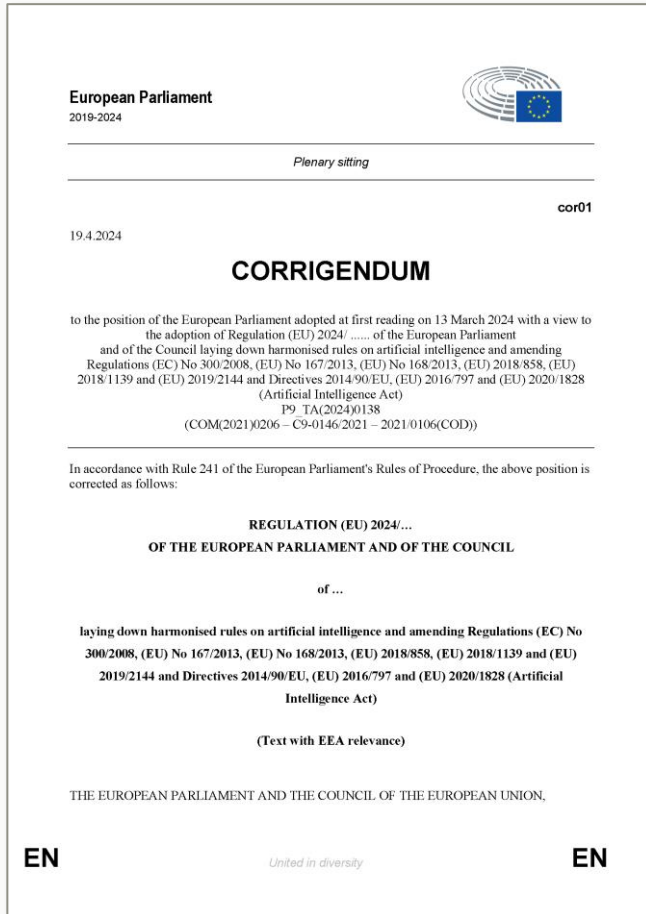 European Parliament
2019-2024
Plenary sitting
cor01
19.4.2024
CORRIGENDUM
to the position of the European Parliament adopted at first reading on 13 March 2024 with a view to
the adoption of Regulation (EU) 2024/ ...... of the European Parliament
and of the Council laying down harmonised rules on artificial intelligence and amending
Regulations (EC) No 300/2008, (EU) No 167/2013, (EU) No 168/2013, (EU) 2018/858, (EU)
2018/1139 and (EU) 2019/2144 and Directives 2014/90/EU, (EU) 2016/797 and (EU) 2020/1828
(Artificial Intelligence Act)
P9_TA(2024)0138
(COM(2021)0206 – C9-0146/2021 – 2021/0106(COD))
In accordance with Rule 241 of the European Parliament's Rules of Procedure, the above position is
corrected as follows:
REGULATION (EU) 2024/...
OF THE EUROPEAN PARLIAMENT AND OF THE COUNCIL
of ...
laying down harmonised rules on artificial intelligence and amending Regulations (EC) No
300/2008, (EU) No 167/2013, (EU) No 168/2013, (EU) 2018/858, (EU) 2018/1139 and (EU)
2019/2144 and Directives 2014/90/EU, (EU) 2016/797 and (EU) 2020/1828 (Artificial
Intelligence Act)
(Text with EEA relevance)
THE EUROPEAN PARLIAMENT AND THE COUNCIL OF THE EUROPEAN UNION,
EN United in diversity EN